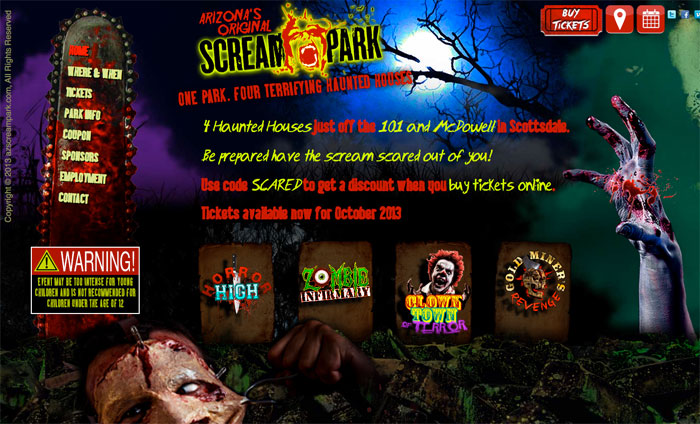 Copyright © 2013 azscreampark.com, All Rights Reserved
HOME
WHERE & WHEN
TICKETS
PARK INFO
COUPON
SPONSORS
EMPLOYMENT
CONTACT
WARNING!
EVENT MAY BE TOO INTENSE FOR YOUNG
CHILDREN AND IS NOT RECOMMENDED FOR
CHILDREN UNDER THE AGE OF 12
ARIZONA'S
ORIGINAL
SCREAM PARK
ONE PARK. FOUR TERRIFYING HAUNTED HOUSES
BUY
TICKETS
4 Haunted Houses just off the 101 and McDowell in Scottsdale.
Be prepared have the scream scared out of you!
Use code SCARED to get a discount when you buy tickets online.
Tickets available now for October 2013
HORROR
HIGH
ZOMBIE
INFIRMARY
CLOWN
TOWN
OF TERROR
GOLD MINER'S
REVENGE